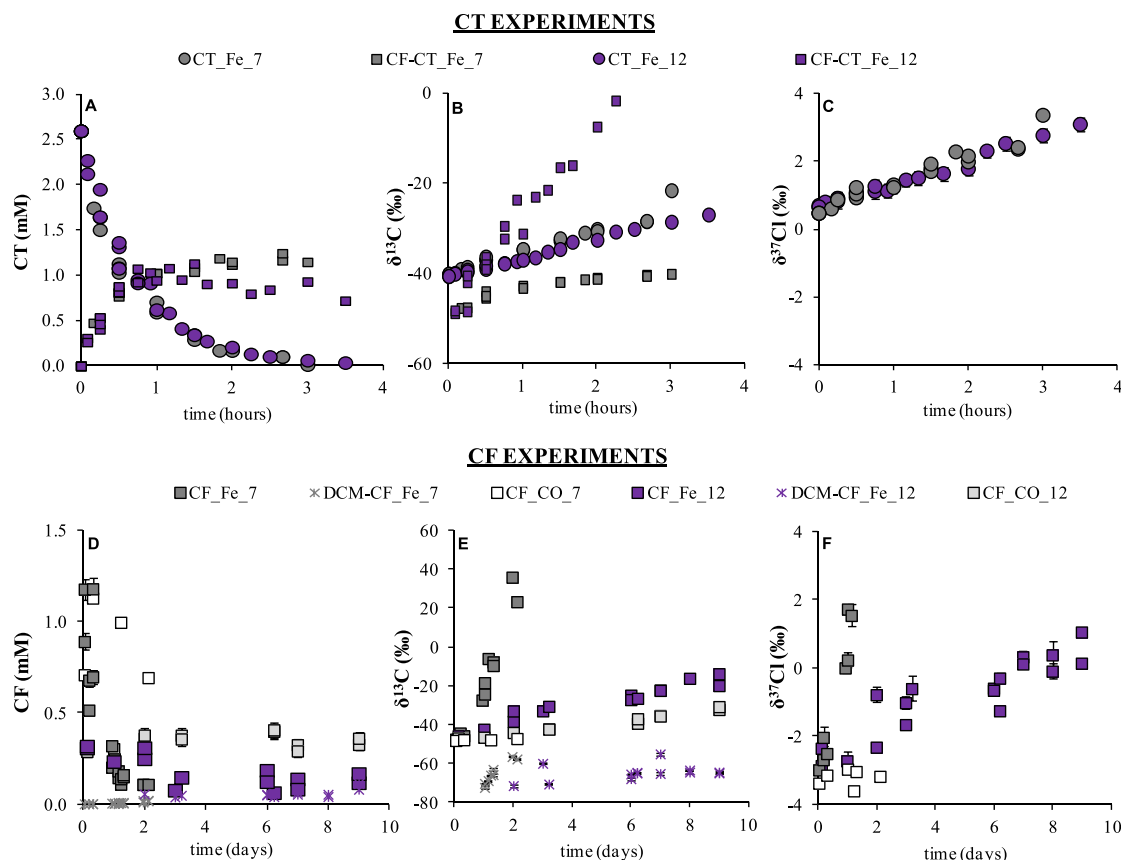 CT EXPERIMENTS
CT_Fe_7 CF-CT_Fe_7 CT_Fe_12 CF-CT_Fe_12
A
CT (mM)
3.0
2.5
2.0
1.5
1.0
0.5
0.0
0 1 2 3 4
time (hours)
B
δ¹³C (‰)
0
-20
-40
-60
0 1 2 3 4
time (hours)
C
δ³⁷Cl (‰)
4
2
0
-2
-4
0 1 2 3 4
time (hours)
CF EXPERIMENTS
CF_Fe_7 DCM-CF_Fe_7 CF_CO_7 CF_Fe_12 DCM-CF_Fe_12 CF_CO_12
D
CF (mM)
1.5
1.0
0.5
0.0
0 2 4 6 8 10
time (days)
E
δ¹³C (‰)
60
40
20
0
-20
-40
-60
-80
0 2 4 6 8 10
time (days)
F
δ³⁷Cl (‰)
4
2
0
-2
-4
0 2 4 6 8 10
time (days)